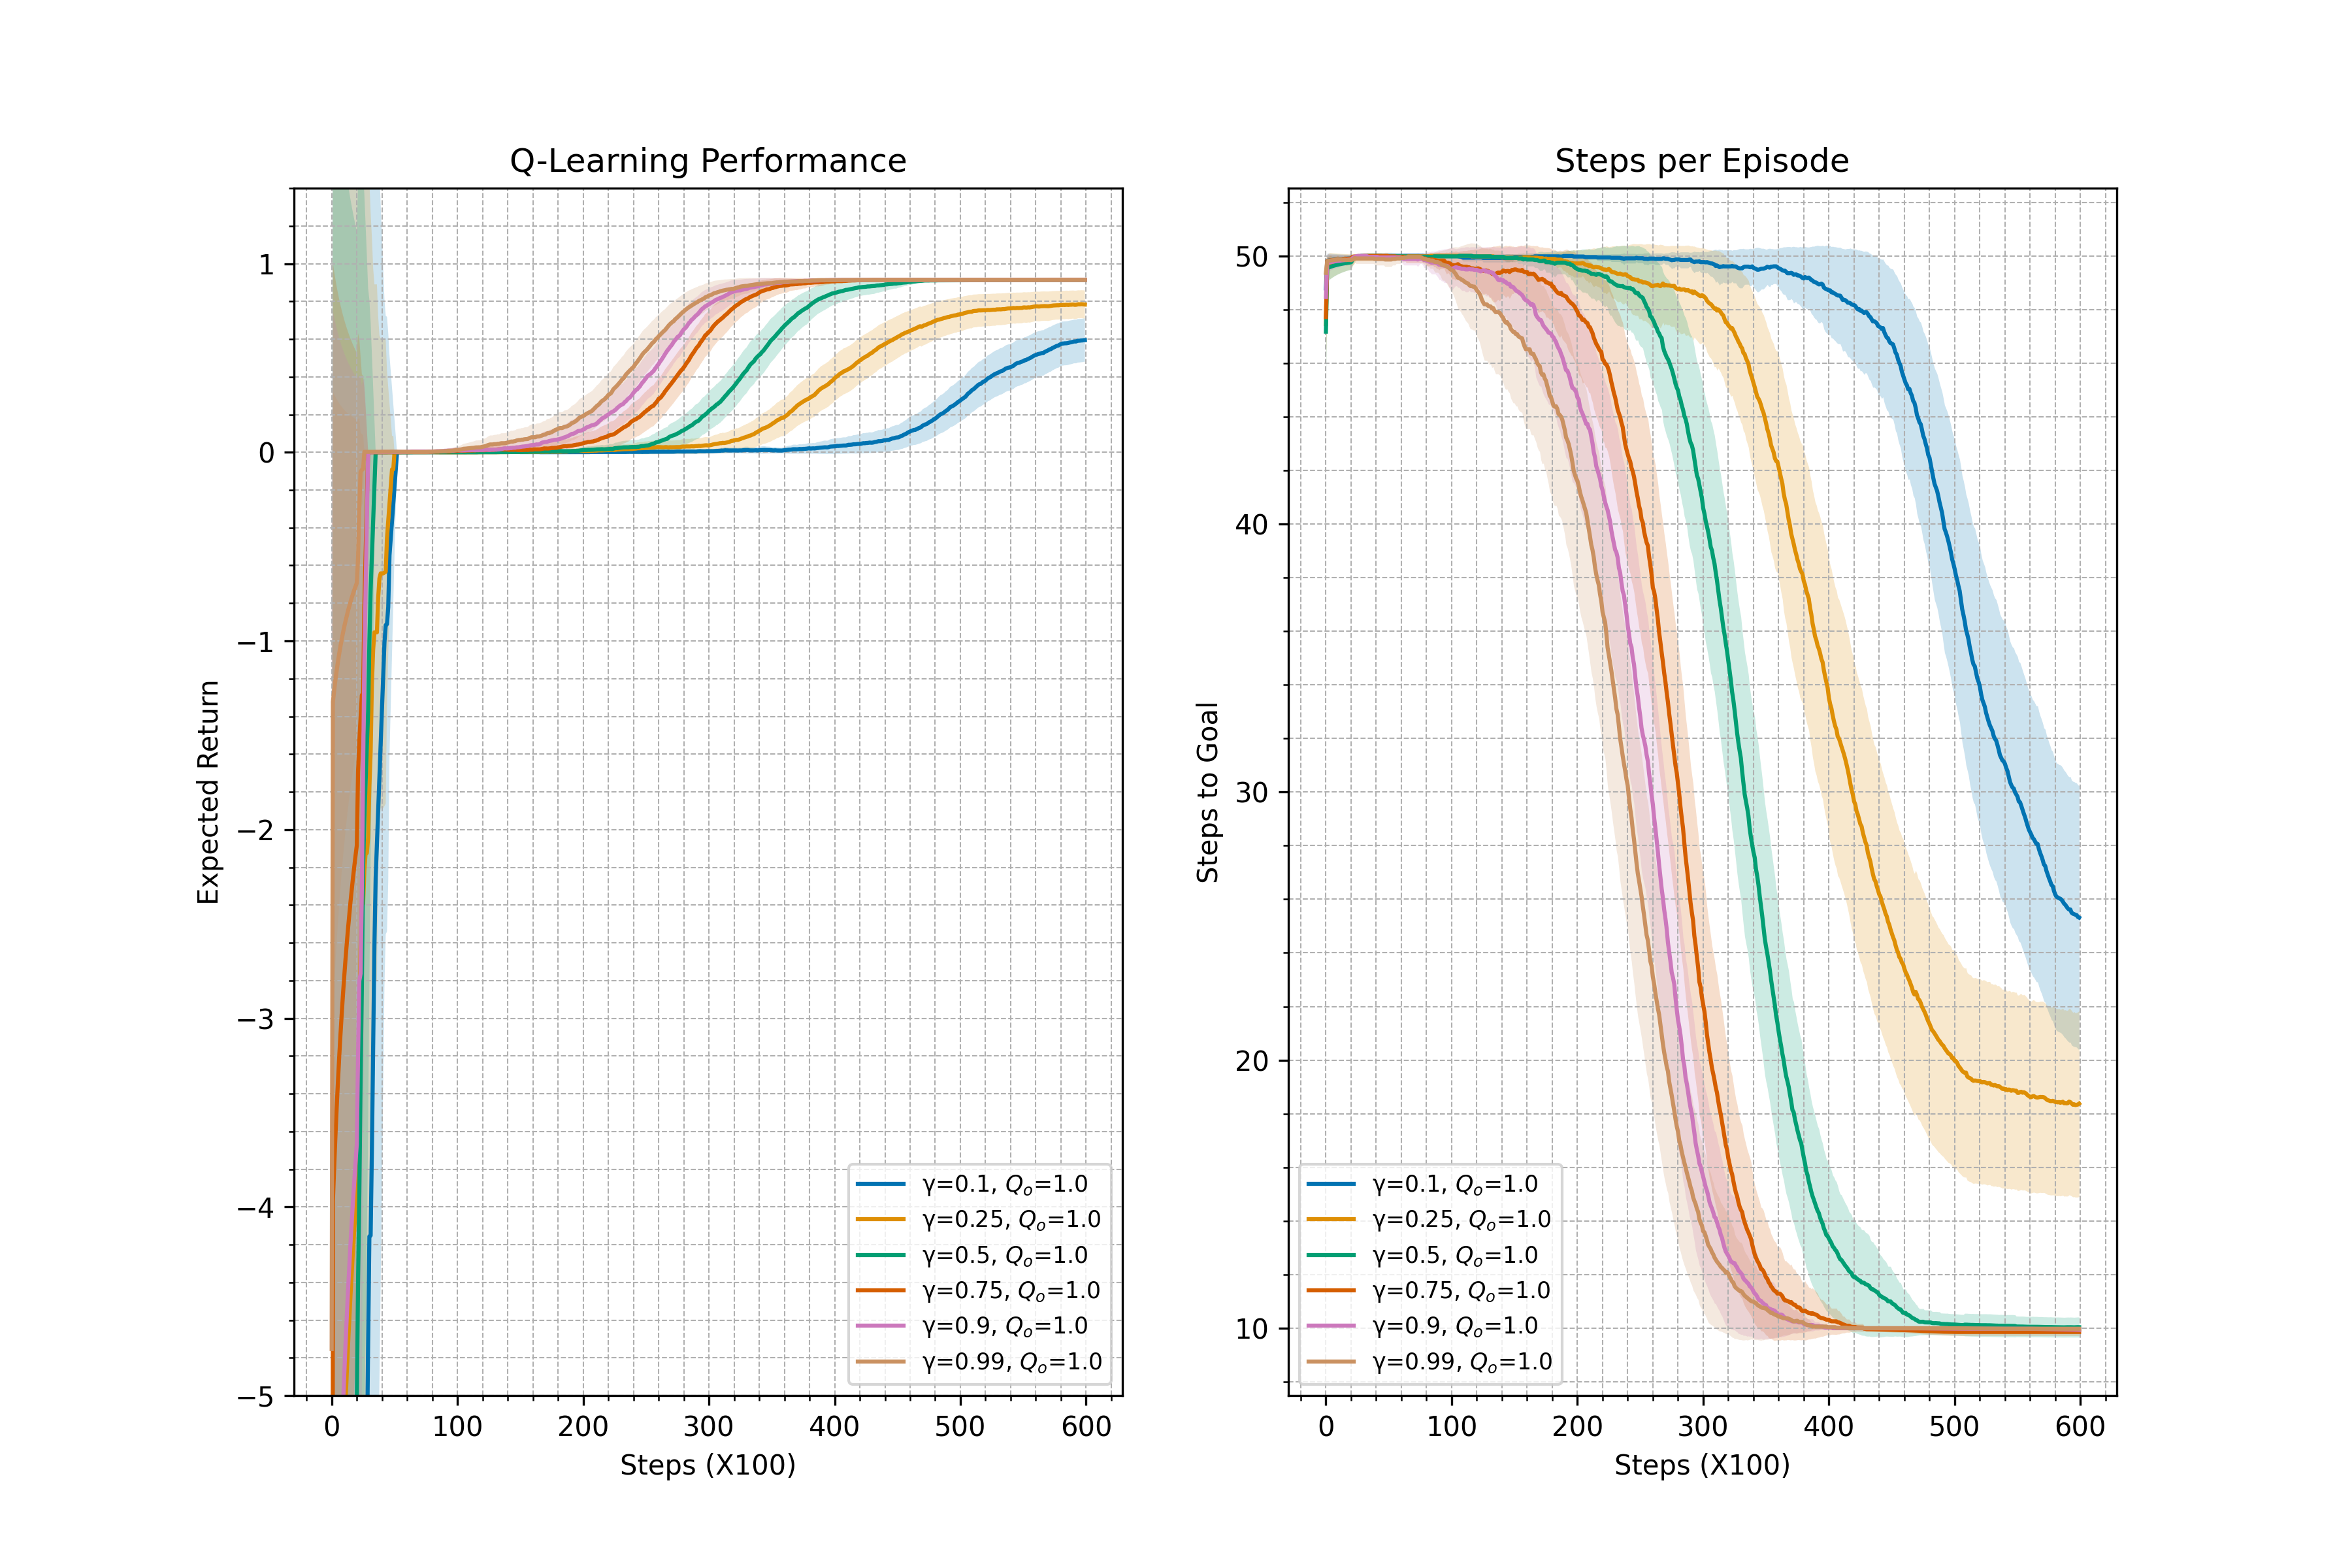 Q-Learning Performance
Expected Return
1
0
−1
−2
−3
−4
−5
0 100 200 300 400 500 600
Steps (X100)
γ=0.1, Qo=1.0
γ=0.25, Qo=1.0
γ=0.5, Qo=1.0
γ=0.75, Qo=1.0
γ=0.9, Qo=1.0
γ=0.99, Qo=1.0
Steps per Episode
Steps to Goal
50
40
30
20
10
0 100 200 300 400 500 600
Steps (X100)
γ=0.1, Qo=1.0
γ=0.25, Qo=1.0
γ=0.5, Qo=1.0
γ=0.75, Qo=1.0
γ=0.9, Qo=1.0
γ=0.99, Qo=1.0